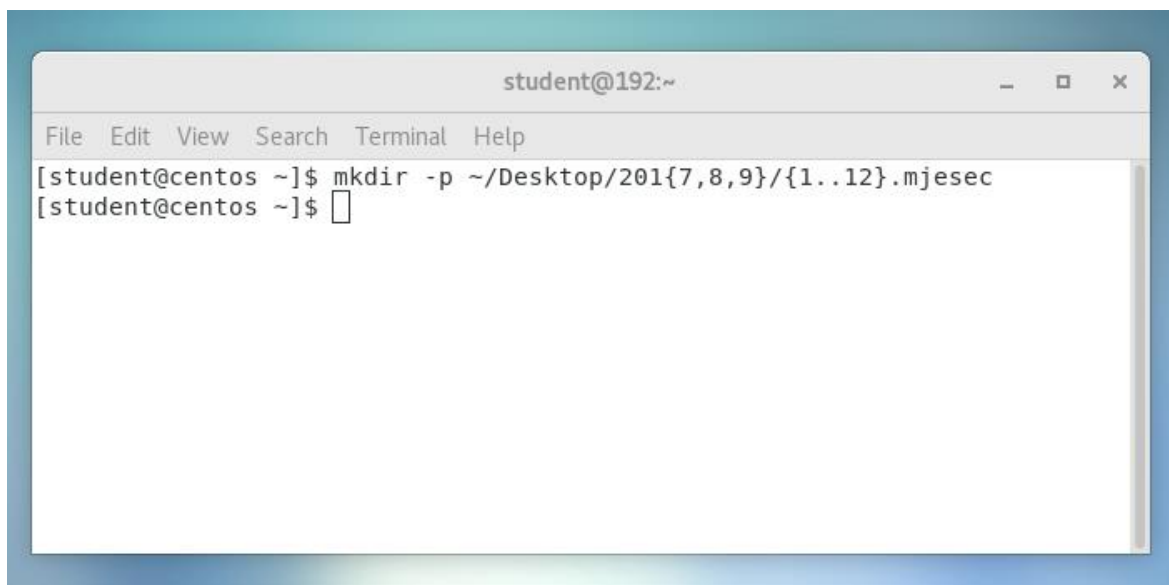 student@192:~
File Edit View Search Terminal Help
[student@centos ~]$ mkdir -p ~/Desktop/201{7,8,9}/{1..12}.mjesec
[student@centos ~]$